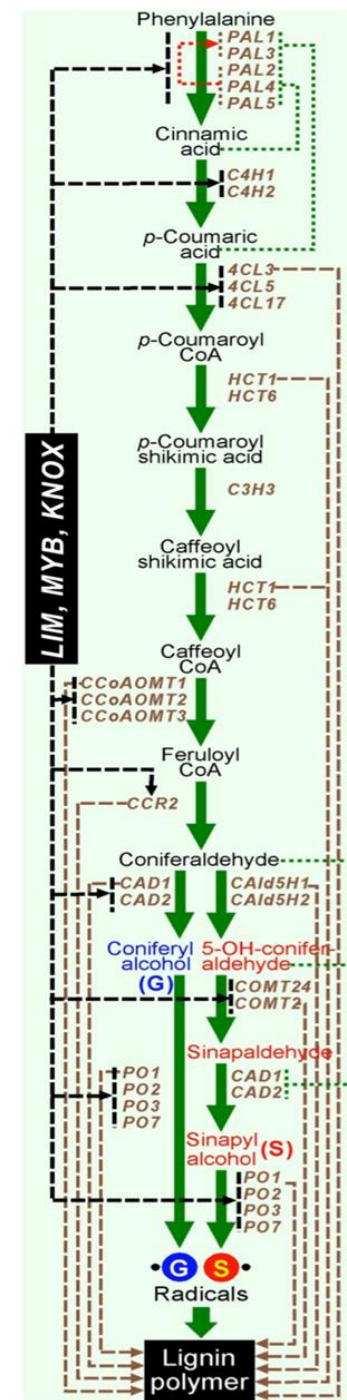 Phenylalanine
PAL1
PAL3
PAL2
PAL4
PAL5
Cinnamic
acid
C4H1
C4H2
p-Coumaric
acid
4CL3
4CL5
4CL17
p-Coumaroyl
CoA
HCT1
HCT6
p-Coumaroyl
shikimic acid
C3H3
Caffeoyl
shikimic acid
HCT1
HCT6
LIM, MYB, KNOX
Caffeoyl
CoA
CCoAOMT1
CCoAOMT2
CCoAOMT3
Feruloyl
CoA
CCR2
Coniferaldehyde
CAD1
CAD2
CAld5H1
CAld5H2
Coniferyl
alcohol
(G)
5-OH-conifer-
aldehyde
COMT24
COMT2
Sinapaldehyde
PO1
PO2
PO3
PO7
CAD1
CAD2
Sinapyl
alcohol (S)
PO1
PO2
PO3
PO7
G S
Radicals
Lignin
polymer